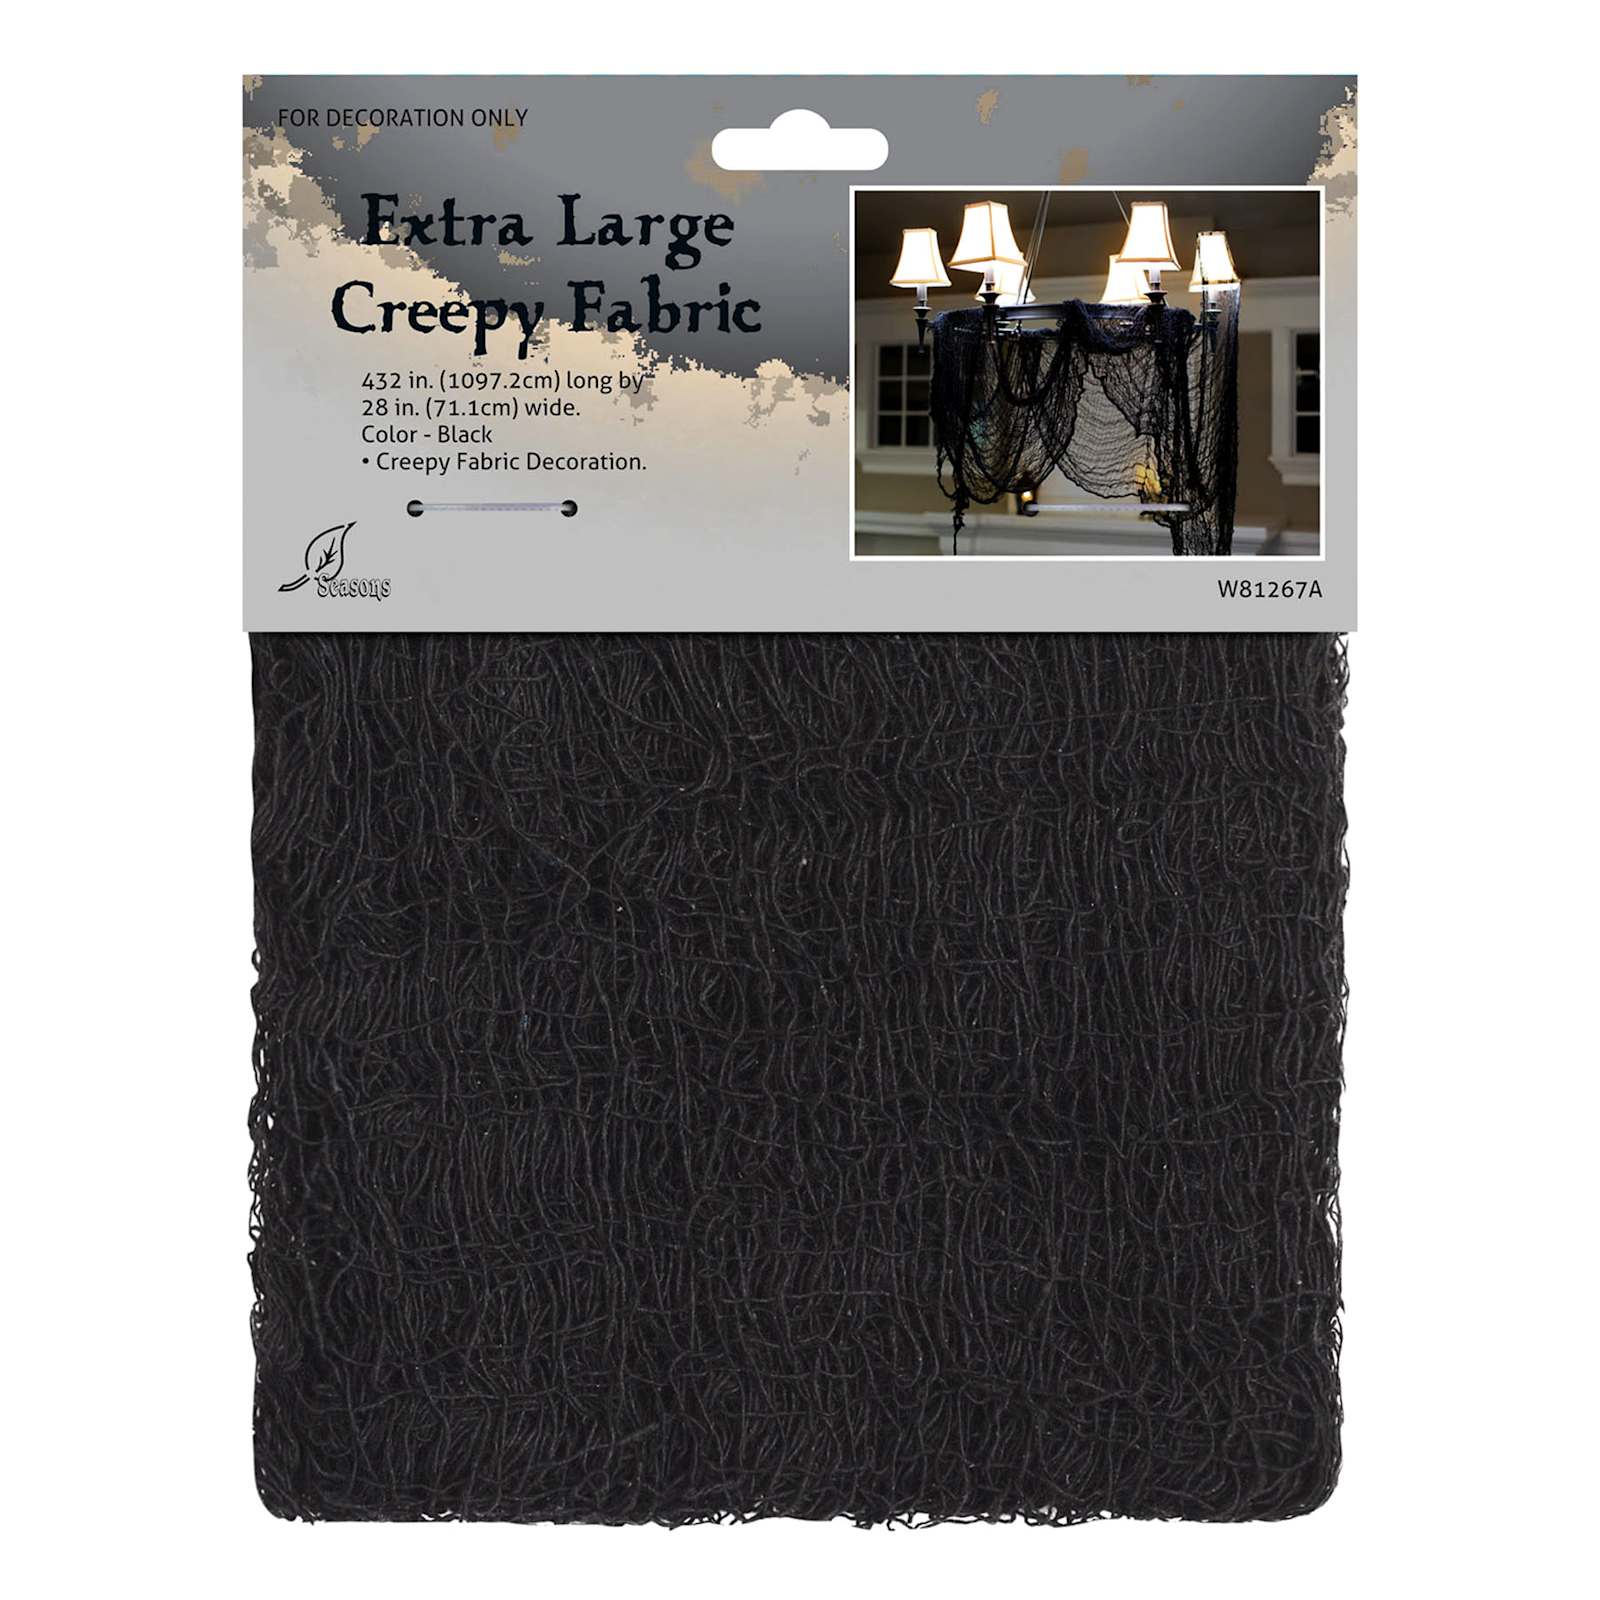 FOR DECORATION ONLY
Extra Large
Creepy Fabric
432 in. (1097.2cm) long by
28 in. (71.1cm) wide.
Color - Black
• Creepy Fabric Decoration.
Seasons
W81267A